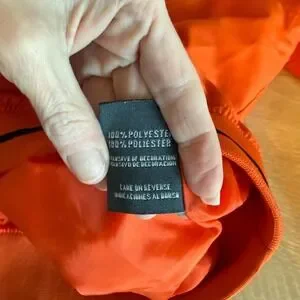 100% POLYESTER
100% POLIESTER
OF DECORATION
DE DECORACION
CARE ON REVERSE